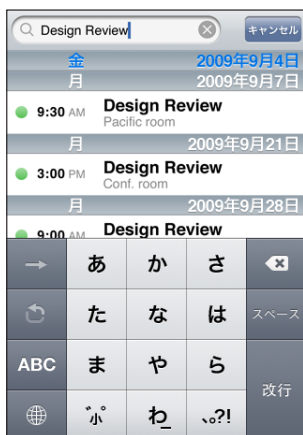 Design Review キャンセル
金 2009年9月4日
月 2009年9月7日
9:30 AM Design Review
Pacific room
月 2009年9月21日
3:00 PM Design Review
Conf. room
月 2009年9月28日
9:00 AM Design Review
→ あ か さ
た な は スペース
ABC ま や ら
改行
わ_ 、。?!